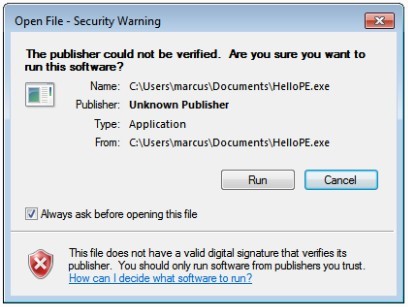 Open File - Security Warning
The publisher could not be verified. Are you sure you want to
run this software?
Name: C:\Users\marcus\Documents\HelloPE.exe
Publisher: Unknown Publisher
Type: Application
From: C:\Users\marcus\Documents\HelloPE.exe
Run Cancel
Always ask before opening this file
This file does not have a valid digital signature that verifies its
publisher. You should only run software from publishers you trust.
How can I decide what software to run?